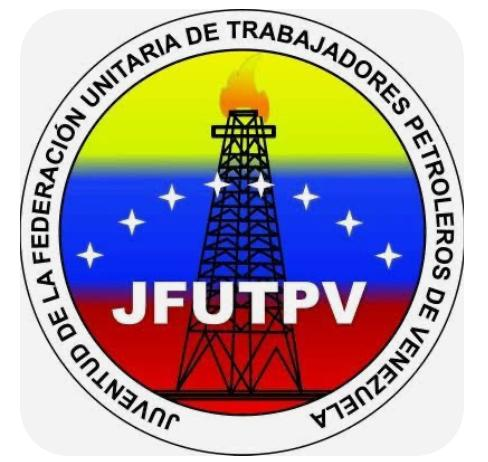 JUVENTUD DE LA FEDERACIÓN UNITARIA DE TRABAJADORES PETROLEROS DE VENEZUELA
JFUTPV